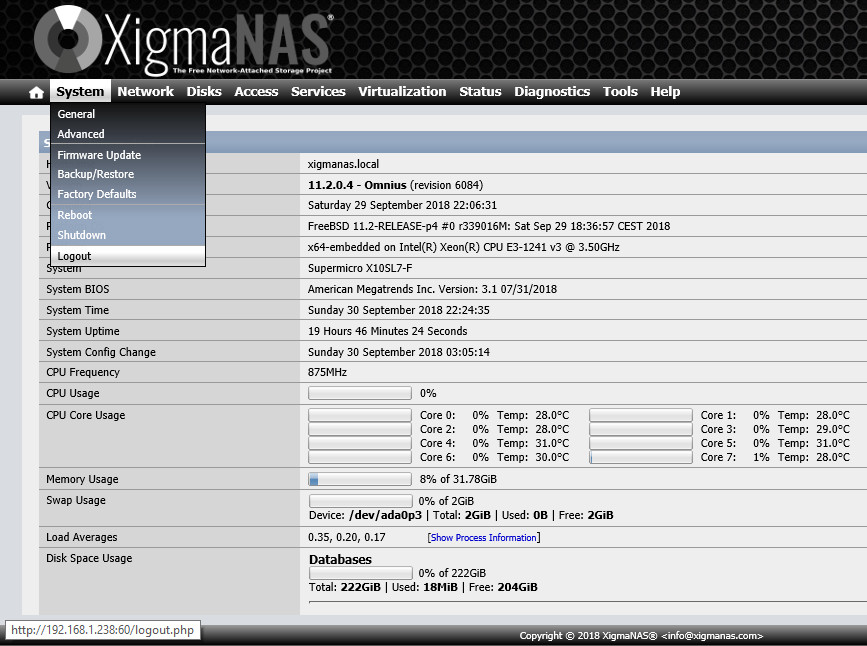 XigmaNAS®
The Free Network-Attached Storage Project
System Network Disks Access Services Virtualization Status Diagnostics Tools Help
General
Advanced
Firmware Update
Backup/Restore
Factory Defaults
Reboot
Shutdown
Logout
xigmanas.local
11.2.0.4 - Omnius (revision 6084)
Saturday 29 September 2018 22:06:31
FreeBSD 11.2-RELEASE-p4 #0 r339016M: Sat Sep 29 18:36:57 CEST 2018
x64-embedded on Intel(R) Xeon(R) CPU E3-1241 v3 @ 3.50GHz
System Supermicro X10SL7-F
System BIOS American Megatrends Inc. Version: 3.1 07/31/2018
System Time Sunday 30 September 2018 22:24:35
System Uptime 19 Hours 46 Minutes 24 Seconds
System Config Change Sunday 30 September 2018 03:05:14
CPU Frequency 875MHz
CPU Usage 0%
CPU Core Usage Core 0: 0% Temp: 28.0°C Core 1: 0% Temp: 28.0°C
Core 2: 0% Temp: 28.0°C Core 3: 0% Temp: 29.0°C
Core 4: 0% Temp: 31.0°C Core 5: 0% Temp: 31.0°C
Core 6: 0% Temp: 30.0°C Core 7: 1% Temp: 28.0°C
Memory Usage 8% of 31.78GiB
Swap Usage 0% of 2GiB
Device: /dev/ada0p3 | Total: 2GiB | Used: 0B | Free: 2GiB
Load Averages 0.35, 0.20, 0.17 [Show Process Information]
Disk Space Usage Databases
0% of 222GiB
Total: 222GiB | Used: 18MiB | Free: 204GiB
http://192.168.1.238:60/logout.php
Copyright © 2018 XigmaNAS® <info@xigmanas.com>